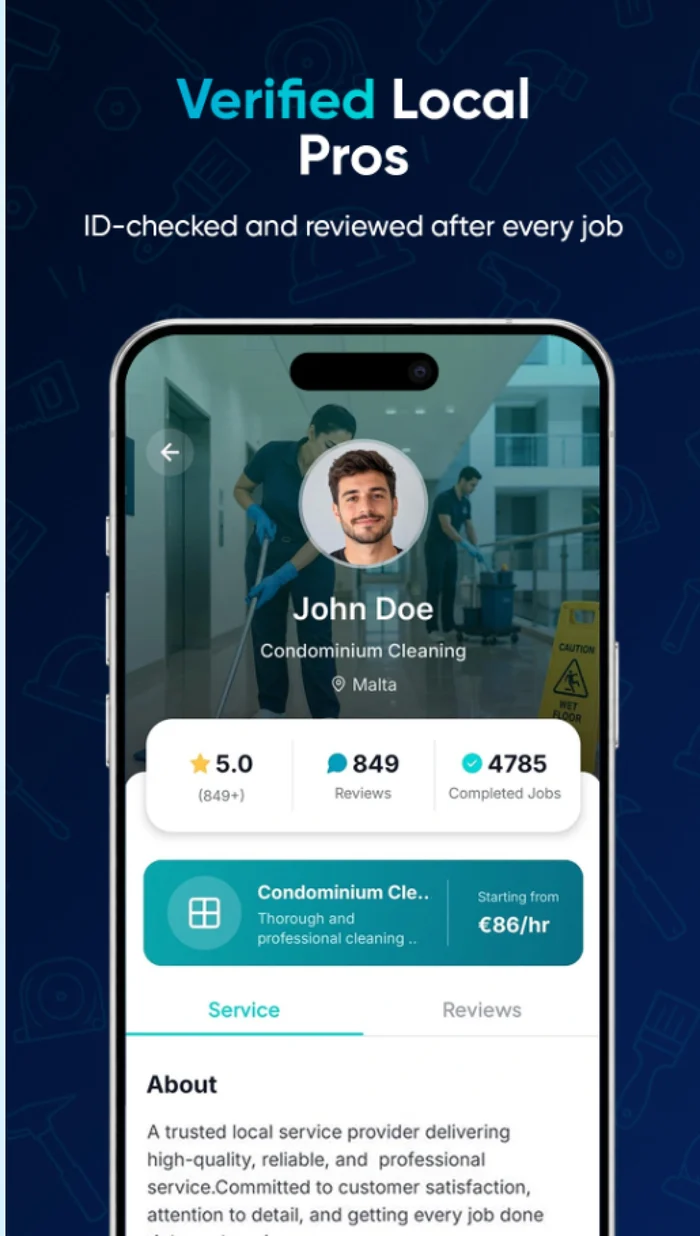 Verified Local
Pros
ID-checked and reviewed after every job
John Doe
Condominium Cleaning
Malta
CAUTION
WET
FLOOR
5.0
(849+)
849
Reviews
4785
Completed Jobs
Condominium Cle..
Thorough and
professional cleaning ..
Starting from
€86/hr
Service
Reviews
About
A trusted local service provider delivering
high-quality, reliable, and  professional
service.Committed to customer satisfaction,
attention to detail, and getting every job done